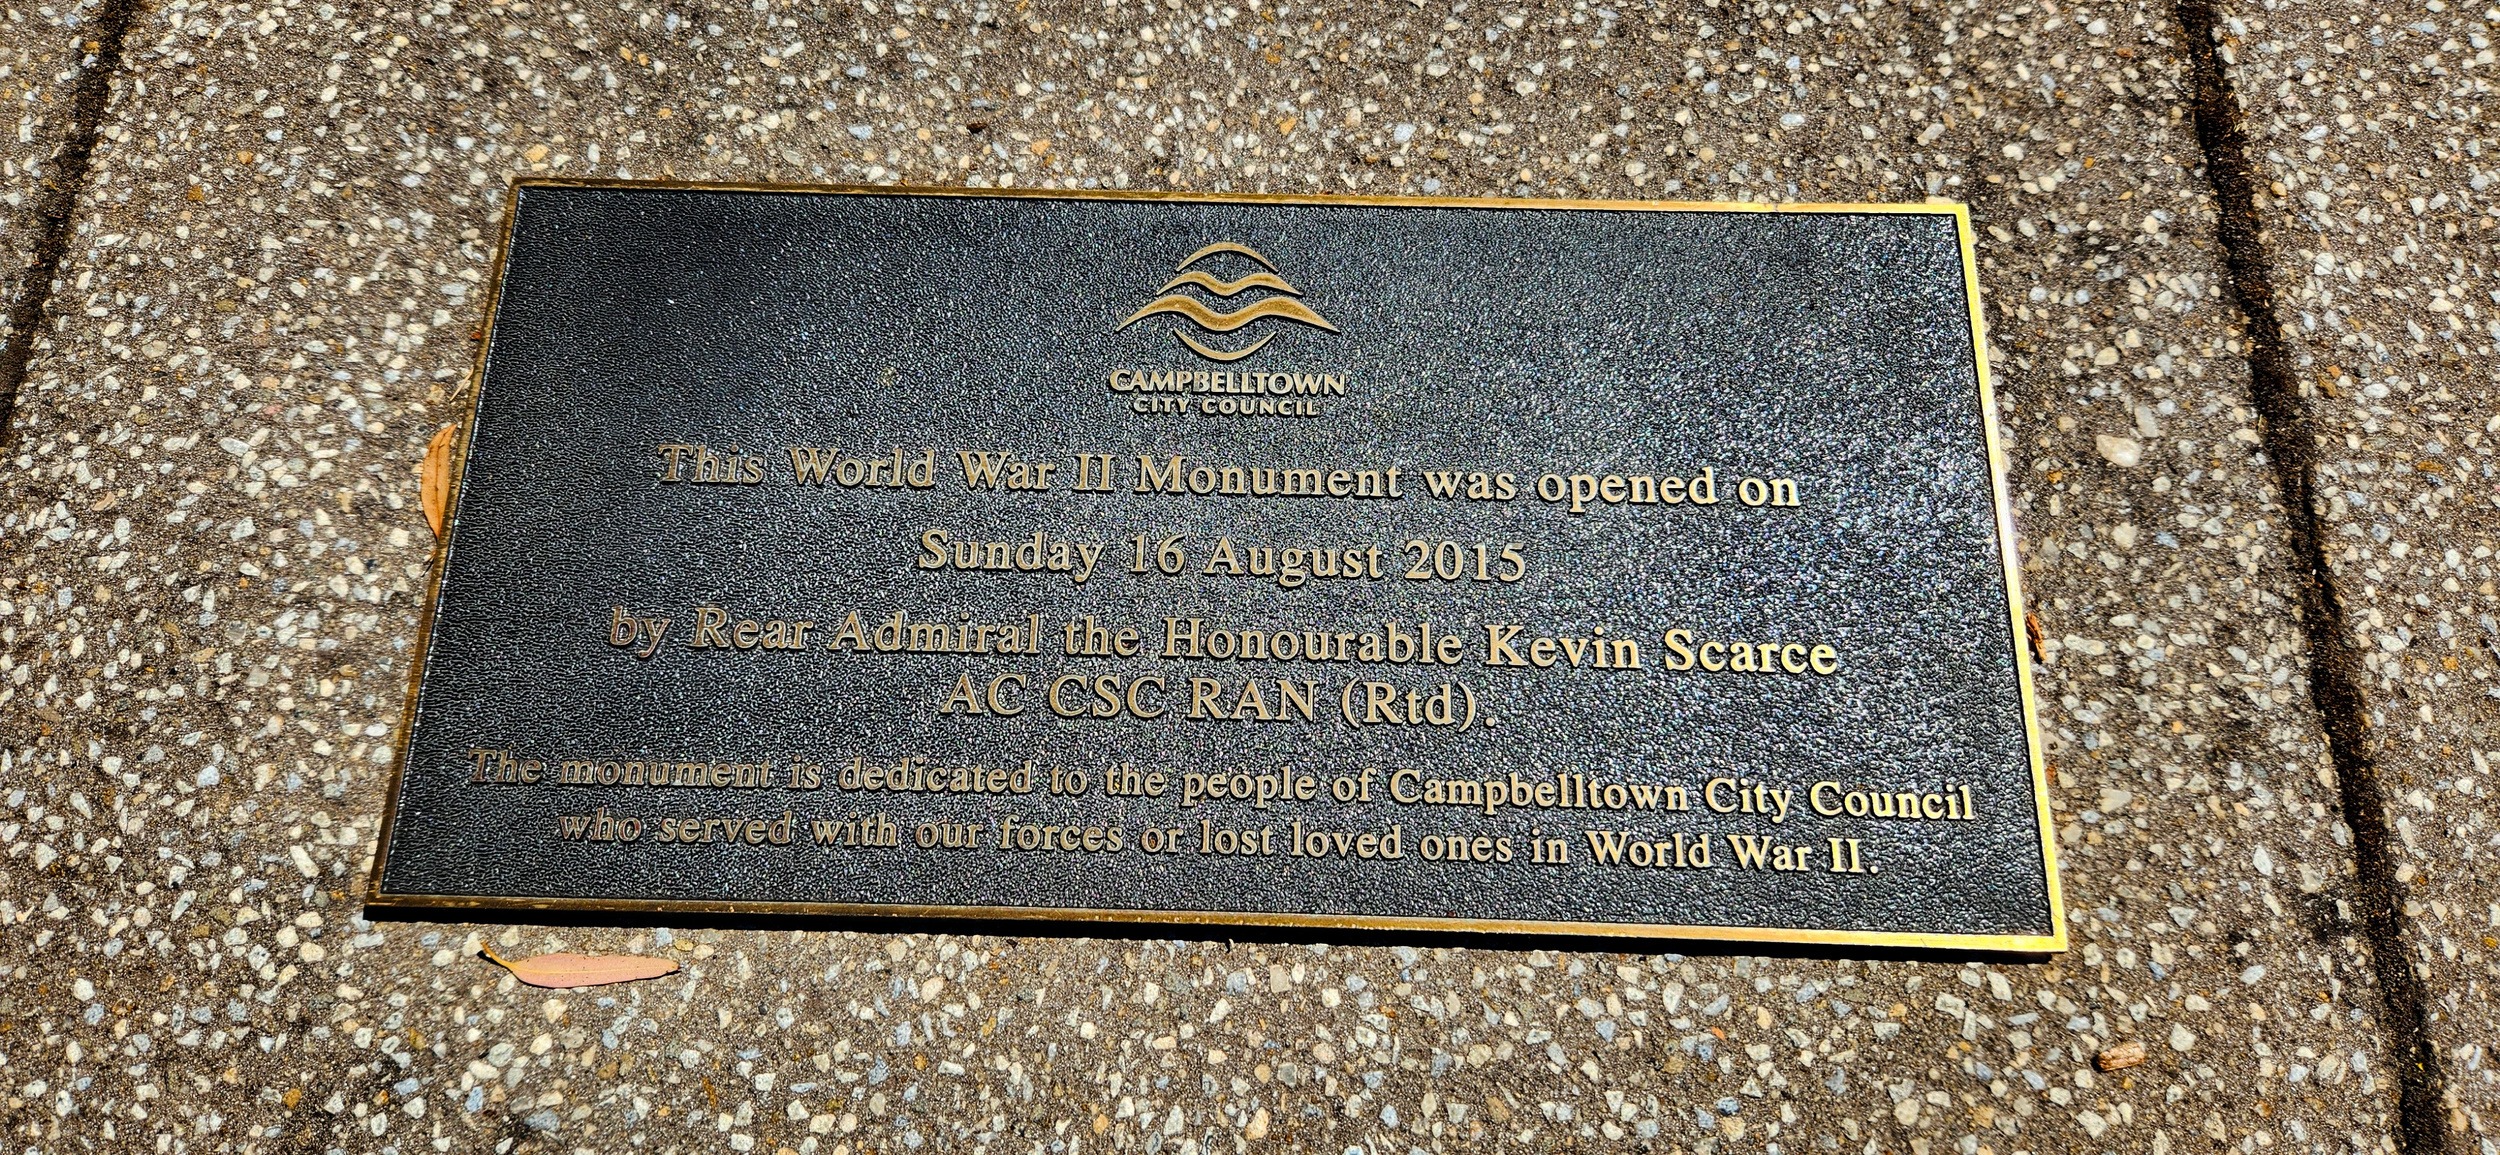 CAMPBELLTOWN
CITY COUNCIL
This World War II Monument was opened on
Sunday 16 August 2015
by Rear Admiral the Honourable Kevin Scarce
AC CSC RAN (Rtd).
The monument is dedicated to the people of Campbelltown City Council
who served with our forces or lost loved ones in World War II.